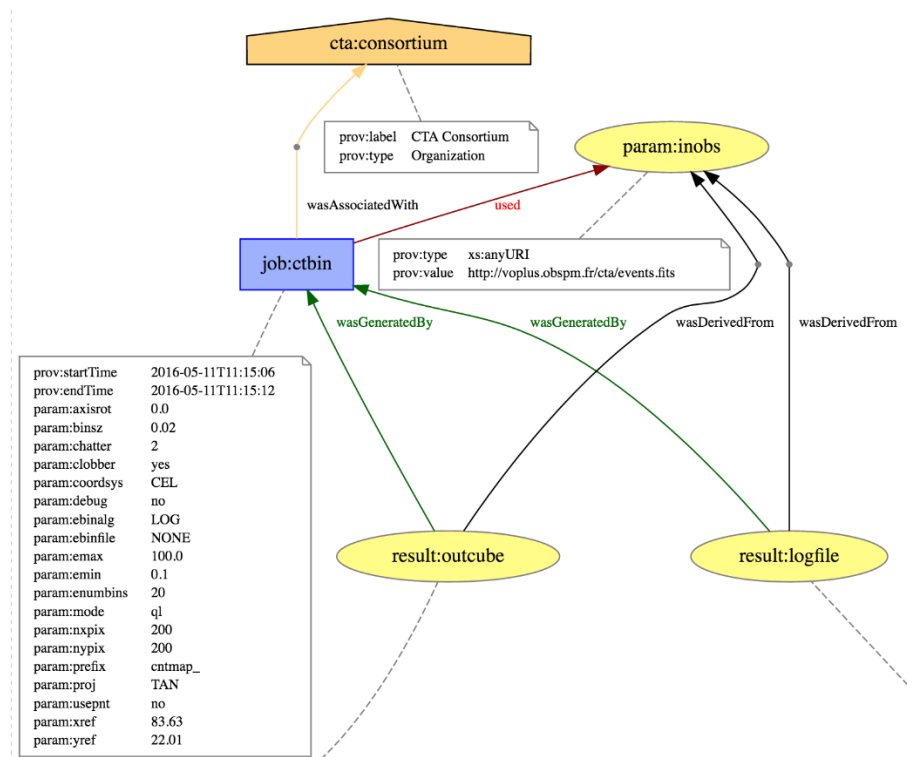 cta:consortium
prov:label CTA Consortium
prov:type Organization
param:inobs
wasAssociatedWith
used
job:ctbin
prov:type xs:anyURI
prov:value http://voplus.obspm.fr/cta/events.fits
wasGeneratedBy
wasGeneratedBy
wasDerivedFrom
wasDerivedFrom
prov:startTime 2016-05-11T11:15:06
prov:endTime 2016-05-11T11:15:12
param:axisrot 0.0
param:binsz 0.02
param:chatter 2
param:clobber yes
param:coordsys CEL
param:debug no
param:ebinalg LOG
param:ebinfile NONE
param:emax 100.0
param:emin 0.1
param:enumbins 20
param:mode ql
param:nxpix 200
param:nypix 200
param:prefix cntmap_
param:proj TAN
param:usepnt no
param:xref 83.63
param:yref 22.01
result:outcube
result:logfile